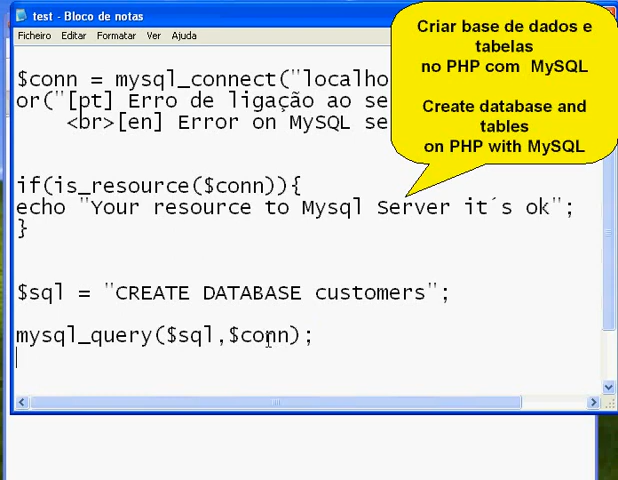 test - Bloco de notas
Ficheiro Editar Formatar Ver Ajuda
Criar base de dados e
tabelas
no PHP com MySQL
Create database and
tables
on PHP with MySQL
$conn = mysql_connect("localho
or("[pt] Erro de ligação ao se
<br>[en] Error on MySQL se
if(is_resource($conn)){
echo "Your resource to Mysql Server it´s ok";
}
$sql = "CREATE DATABASE customers";
mysql_query($sql,$conn);